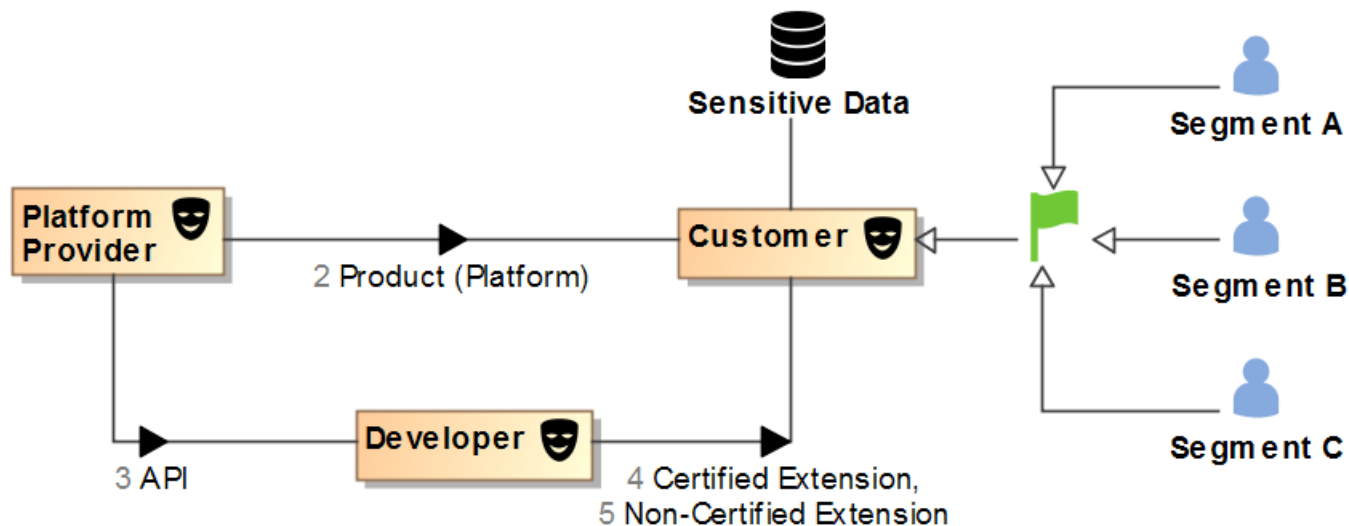 Sensitive Data
Segment A
Platform
Provider
Customer
2 Product (Platform)
Segment B
Developer
3 API
4 Certified Extension,
5 Non-Certified Extension
Segment C